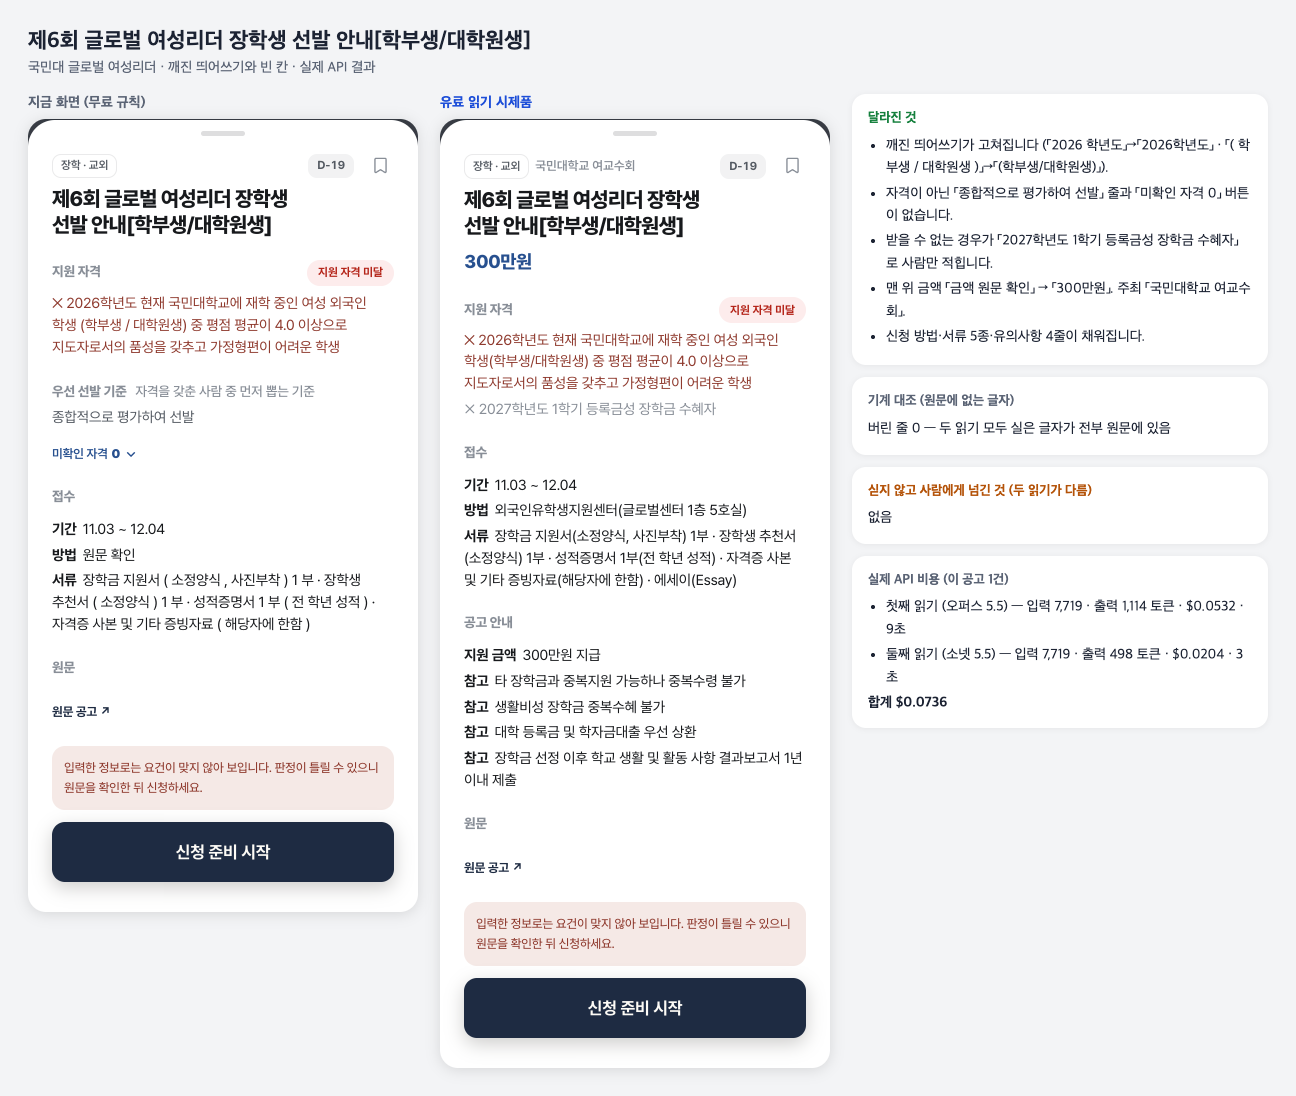 제6회 글로벌 여성리더 장학생 선발 안내[학부생/대학원생]
국민대 글로벌 여성리더 · 깨진 띄어쓰기와 빈 칸 · 실제 API 결과
지금 화면 (무료 규칙)
장학 · 교외
D-19
제6회 글로벌 여성리더 장학생
선발 안내[학부생/대학원생]
지원 자격
지원 자격 미달
✕ 2026학년도 현재 국민대학교에 재학 중인 여성 외국인
학생 (학부생 / 대학원생) 중 평점 평균이 4.0 이상으로
지도자로서의 품성을 갖추고 가정형편이 어려운 학생
우선 선발 기준 자격을 갖춘 사람 중 먼저 뽑는 기준
종합적으로 평가하여 선발
미확인 자격 0
접수
기간 11.03 ~ 12.04
방법 원문 확인
서류 장학금 지원서 ( 소정양식 , 사진부착 ) 1 부 · 장학생
추천서 ( 소정양식 ) 1 부 · 성적증명서 1 부 ( 전 학년 성적 ) ·
자격증 사본 및 기타 증빙자료 ( 해당자에 한함 )
원문
원문 공고 ↗
입력한 정보로는 요건이 맞지 않아 보입니다. 판정이 틀릴 수 있으니
원문을 확인한 뒤 신청하세요.
신청 준비 시작
유료 읽기 시제품
장학 · 교외 국민대학교 여교수회
D-19
제6회 글로벌 여성리더 장학생
선발 안내[학부생/대학원생]
300만원
지원 자격
지원 자격 미달
✕ 2026학년도 현재 국민대학교에 재학 중인 여성 외국인
학생(학부생/대학원생) 중 평점 평균이 4.0 이상으로
지도자로서의 품성을 갖추고 가정형편이 어려운 학생
✕ 2027학년도 1학기 등록금성 장학금 수혜자
접수
기간 11.03 ~ 12.04
방법 외국인유학생지원센터(글로벌센터 1층 5호실)
서류 장학금 지원서(소정양식, 사진부착) 1부 · 장학생 추천서
(소정양식) 1부 · 성적증명서 1부(전 학년 성적) · 자격증 사본
및 기타 증빙자료(해당자에 한함) · 에세이(Essay)
공고 안내
지원 금액 300만원 지급
참고 타 장학금과 중복지원 가능하나 중복수령 불가
참고 생활비성 장학금 중복수혜 불가
참고 대학 등록금 및 학자금대출 우선 상환
참고 장학금 선정 이후 학교 생활 및 활동 사항 결과보고서 1년
이내 제출
원문
원문 공고 ↗
입력한 정보로는 요건이 맞지 않아 보입니다. 판정이 틀릴 수 있으니
원문을 확인한 뒤 신청하세요.
신청 준비 시작
달라진 것
• 깨진 띄어쓰기가 고쳐집니다 (「2026 학년도」→「2026학년도」 · 「( 학
부생 / 대학원생 )」→「(학부생/대학원생)」).
• 자격이 아닌 「종합적으로 평가하여 선발」 줄과 「미확인 자격 0」 버튼
이 없습니다.
• 받을 수 없는 경우가 「2027학년도 1학기 등록금성 장학금 수혜자」
로 사람만 적힙니다.
• 맨 위 금액 「금액 원문 확인」 → 「300만원」. 주최 「국민대학교 여교수
회」.
• 신청 방법·서류 5종·유의사항 4줄이 채워집니다.
기계 대조 (원문에 없는 글자)
버린 줄 0 — 두 읽기 모두 실은 글자가 전부 원문에 있음
싣지 않고 사람에게 넘긴 것 (두 읽기가 다름)
없음
실제 API 비용 (이 공고 1건)
• 첫째 읽기 (오퍼스 5.5) — 입력 7,719 · 출력 1,114 토큰 · $0.0532 ·
9초
• 둘째 읽기 (소넷 5.5) — 입력 7,719 · 출력 498 토큰 · $0.0204 · 3
초
합계 $0.0736